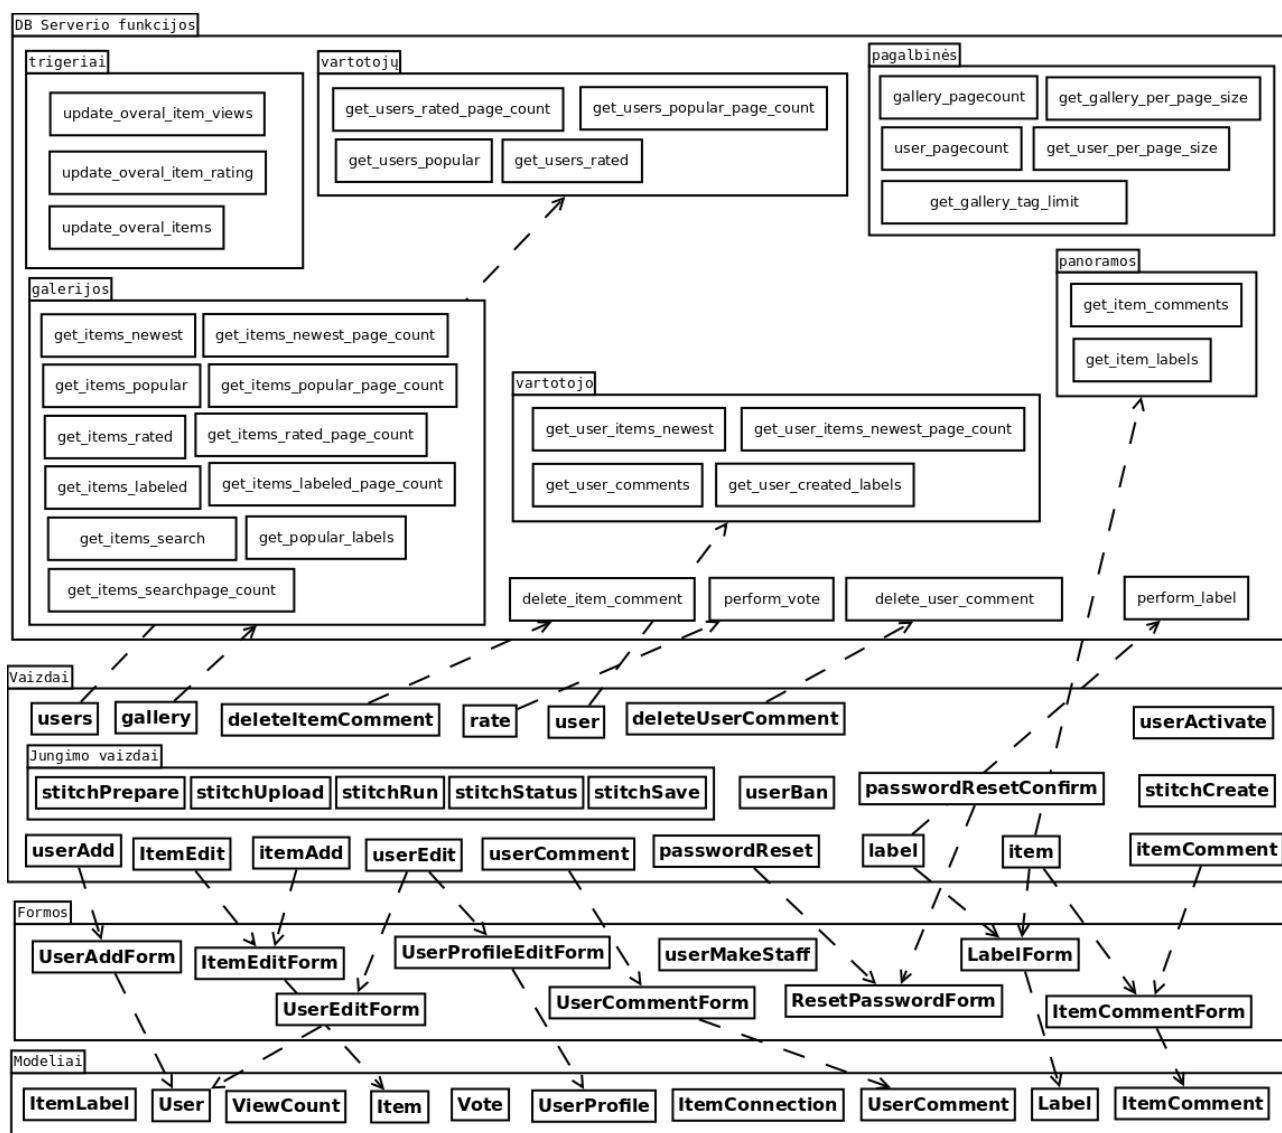 DB Serverio funkcijos
trigeriai
update_overal_item_views
update_overal_item_rating
update_overal_items
vartotojų
get_users_rated_page_count
get_users_popular_page_count
get_users_popular
get_users_rated
pagalbinės
gallery_pagecount
get_gallery_per_page_size
user_pagecount
get_user_per_page_size
get_gallery_tag_limit
galerijos
get_items_newest
get_items_newest_page_count
get_items_popular
get_items_popular_page_count
get_items_rated
get_items_rated_page_count
get_items_labeled
get_items_labeled_page_count
get_items_search
get_popular_labels
get_items_searchpage_count
panoramos
get_item_comments
get_item_labels
vartotojo
get_user_items_newest
get_user_items_newest_page_count
get_user_comments
get_user_created_labels
delete_item_comment
perform_vote
delete_user_comment
perform_label
Vaizdai
users
gallery
deleteItemComment
rate
user
deleteUserComment
userActivate
Jungimo vaizdai
stitchPrepare
stitchUpload
stitchRun
stitchStatus
stitchSave
userBan
passwordResetConfirm
stitchCreate
userAdd
ItemEdit
itemAdd
userEdit
userComment
passwordReset
label
item
itemComment
Formos
UserAddForm
ItemEditForm
UserProfileEditForm
userMakeStaff
LabelForm
UserEditForm
UserCommentForm
ResetPasswordForm
ItemCommentForm
Modeliai
ItemLabel
User
ViewCount
Item
Vote
UserProfile
ItemConnection
UserComment
Label
ItemComment